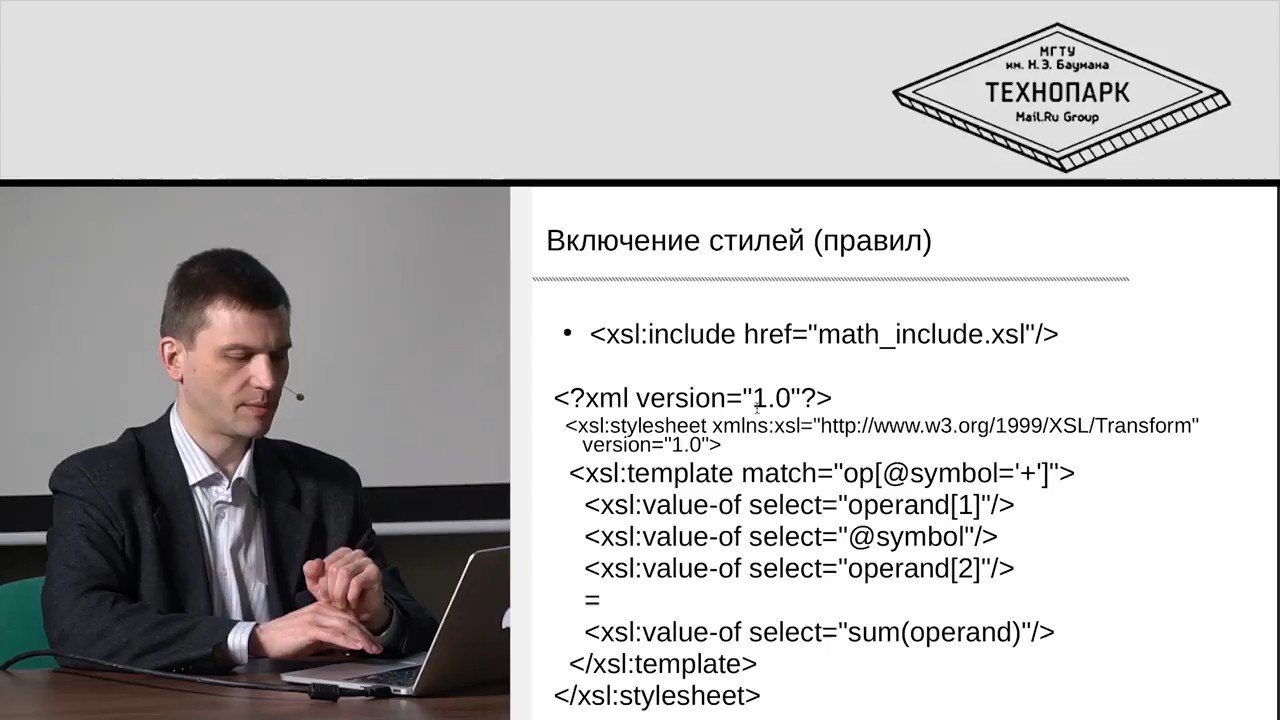 МГТУ
им. Н.Э. Баумана
ТЕХНОПАРК
Mail.Ru Group
Включение стилей (правил)
• <xsl:include href="math_include.xsl"/>
<?xml version="1.0"?>
<xsl:stylesheet xmlns:xsl="http://www.w3.org/1999/XSL/Transform"
version="1.0">
<xsl:template match="op[@symbol='+']">
<xsl:value-of select="operand[1]"/>
<xsl:value-of select="@symbol"/>
<xsl:value-of select="operand[2]"/>
=
<xsl:value-of select="sum(operand)"/>
</xsl:template>
</xsl:stylesheet>